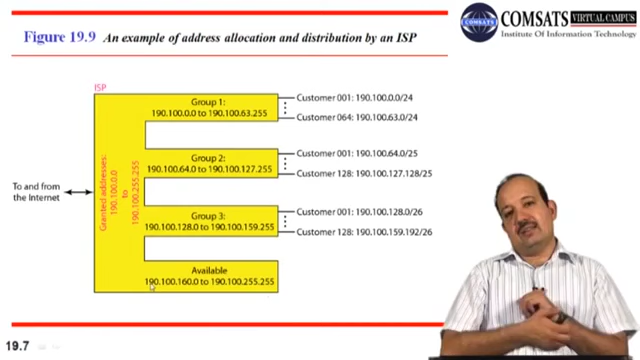 Figure 19.9 An example of address allocation and distribution by an ISP
COMSATS VIRTUAL CAMPUS
Institute Of Information Technology
ISP
Group 1:
190.100.0.0 to 190.100.63.255
Customer 001: 190.100.0.0/24
Customer 064: 190.100.63.0/24
Group 2:
190.100.64.0 to 190.100.127.255
Customer 001: 190.100.64.0/25
Customer 128: 190.100.127.128/25
To and from
the Internet
Granted addresses:
190.100.0.0
to
190.100.255.255
Group 3:
190.100.128.0 to 190.100.159.255
Customer 001: 190.100.128.0/26
Customer 128: 190.100.159.192/26
Available
190.100.160.0 to 190.100.255.255
19.7